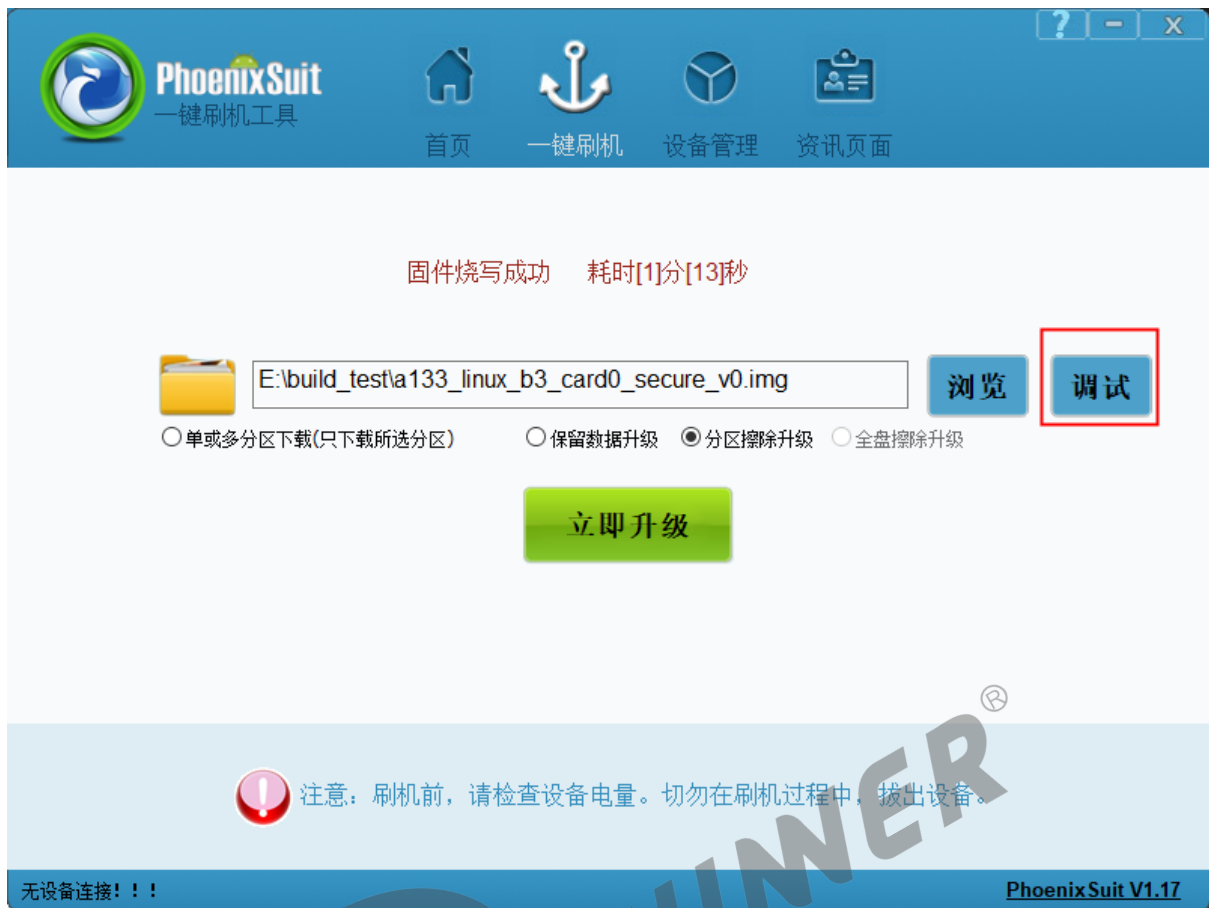 ? - X
PhoenixSuit
一键刷机工具
首页 一键刷机 设备管理 资讯页面
固件烧写成功 耗时[1]分[13]秒
E:\build_test\a133_linux_b3_card0_secure_v0.img 浏览 调试
单或多分区下载(只下载所选分区) 保留数据升级 分区擦除升级 全盘擦除升级
立即升级
注意：刷机前，请检查设备电量。切勿在刷机过程中，拔出设备。
无设备连接！！！ PhoenixSuit V1.17